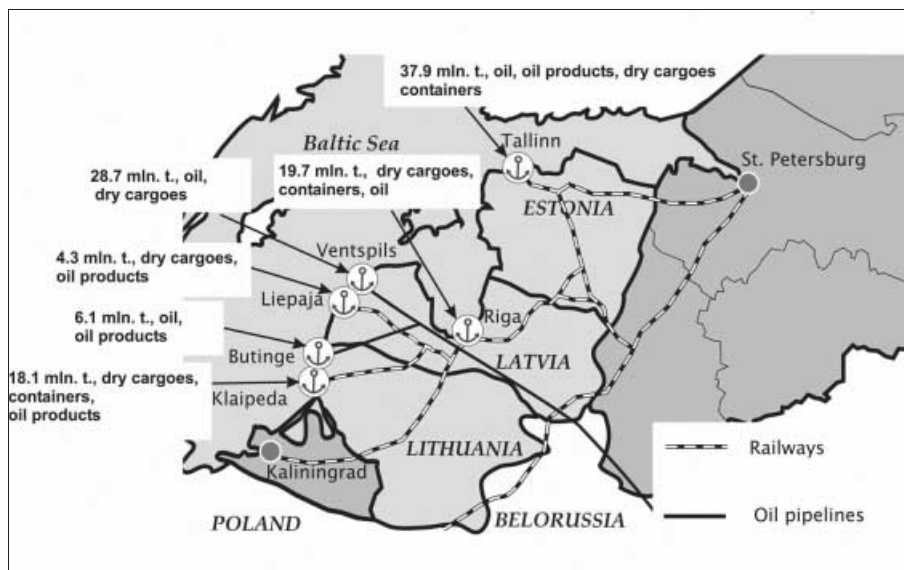 37.9 mln. t., oil, oil products, dry cargoes
containers
Baltic Sea
Tallinn
St. Petersburg
28.7 mln. t., oil,
dry cargoes
19.7 mln. t., dry cargoes,
containers, oil
ESTONIA
Ventspils
4.3 mln. t., dry cargoes,
oil products
Liepaja
Riga
6.1 mln. t., oil,
oil products
Butinge
LATVIA
18.1 mln. t., dry cargoes,
containers,
oil products
Klaipeda
LITHUANIA
Railways
Kaliningrad
POLAND
BELORUSSIA
Oil pipelines